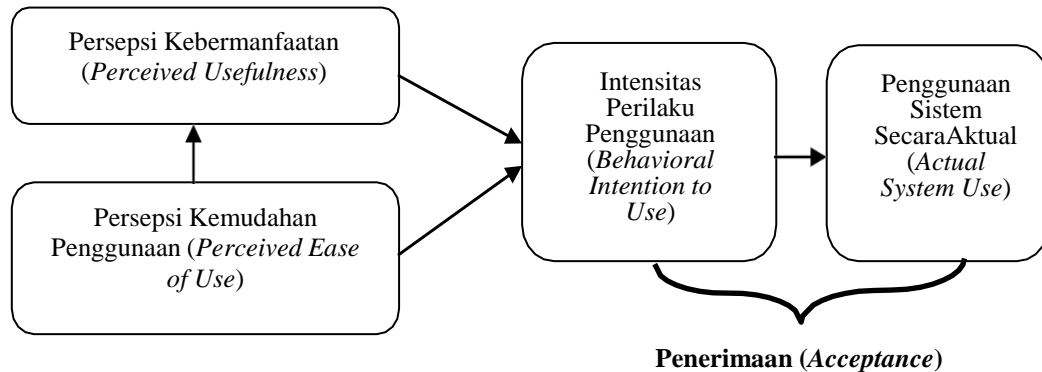 Persepsi Kebermanfaatan
(Perceived Usefulness)
Persepsi Kemudahan
Penggunaan (Perceived Ease
of Use)
Intensitas
Perilaku
Penggunaan
(Behavioral
Intention to
Use)
Penggunaan
Sistem
SecaraAktual
(Actual
System Use)
Penerimaan (Acceptance)